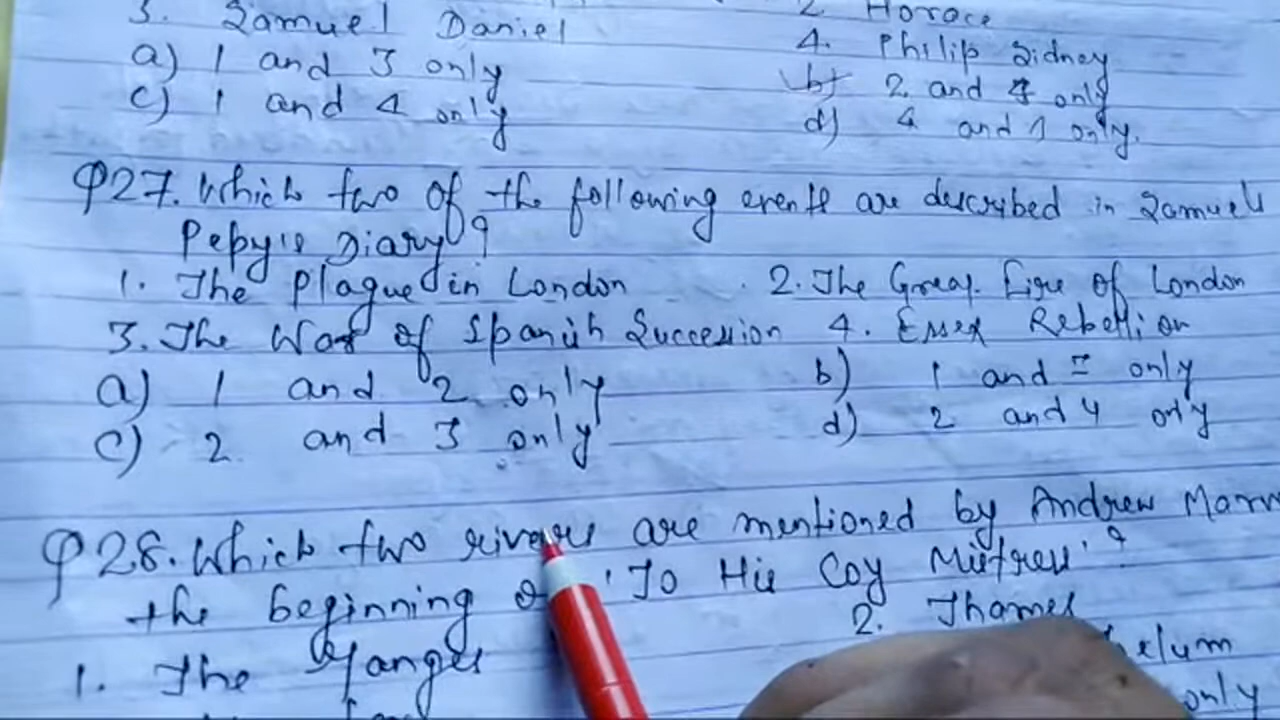 3. Samuel Daniel 2 Horace
4. Philip Sidney
a) 1 and 3 only b) 2 and 4 only
c) 1 and 4 only d) 4 and 1 only.
Q27. Which two of the following events are described in Samuel's
Pepy's Diary?
1. The Plague in London 2. The Great Fire of London
3. The War of Spanish Succession 4. Essex Rebellion
a) 1 and 2 only b) 1 and only
c) 2 and 3 only d) 2 and 4 only
Q28. Which two rivers are mentioned by Andrew Marv
the beginning 'To His Coy Mistress'?
1. The Ganges 2. Thames
elum
only